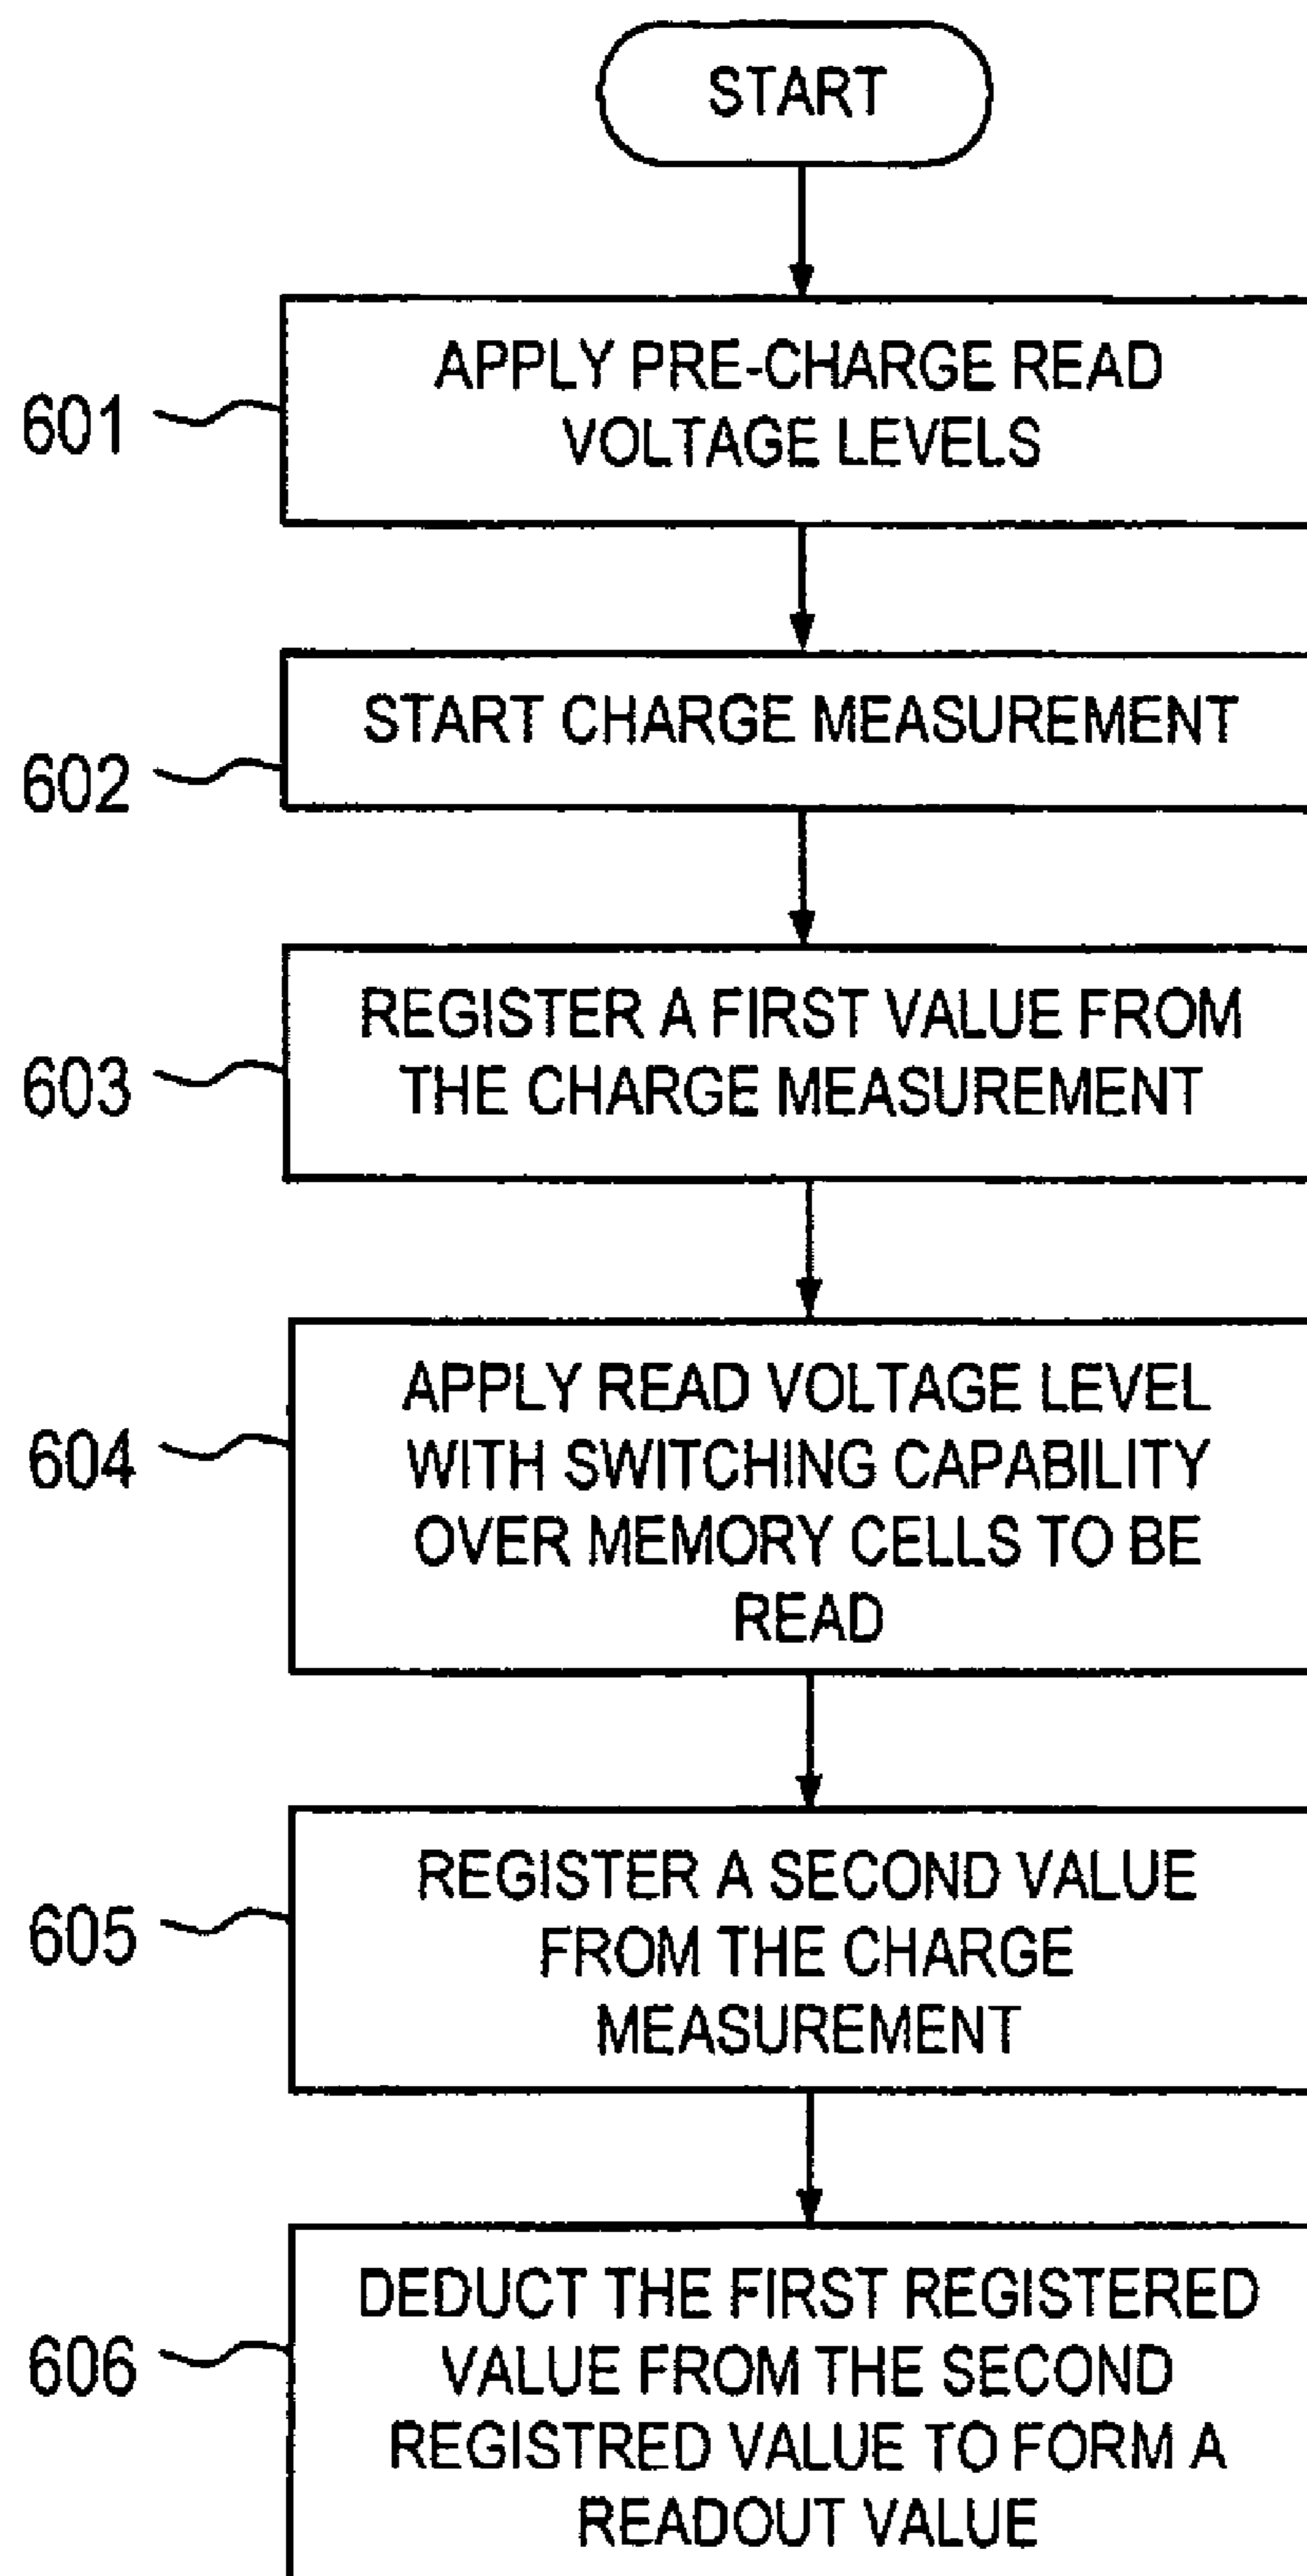 START
APPLY PRE-CHARGE READ
VOLTAGE LEVELS
601
START CHARGE MEASUREMENT
602
REGISTER A FIRST VALUE FROM
THE CHARGE MEASUREMENT
603
APPLY READ VOLTAGE LEVEL
WITH SWITCHING CAPABILITY
OVER MEMORY CELLS TO BE
READ
604
REGISTER A SECOND VALUE
FROM THE CHARGE
MEASUREMENT
605
DEDUCT THE FIRST REGISTERED
VALUE FROM THE SECOND
REGISTRED VALUE TO FORM A
READOUT VALUE
606